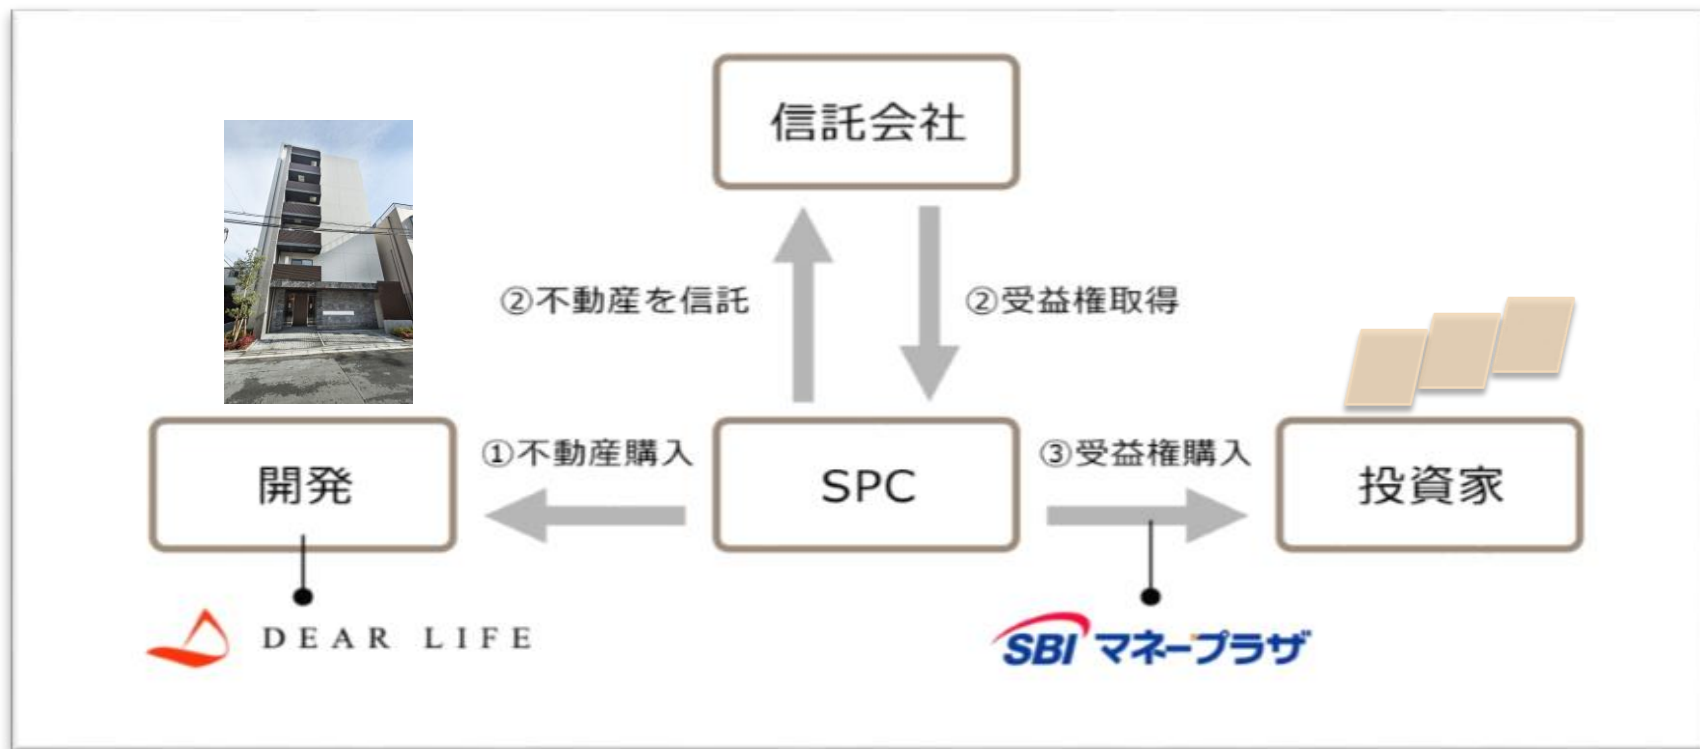 信託会社
②不動産を信託
②受益権取得
①不動産購入
③受益権購入
開発
SPC
投資家
DEAR LIFE
SBI マネープラザ